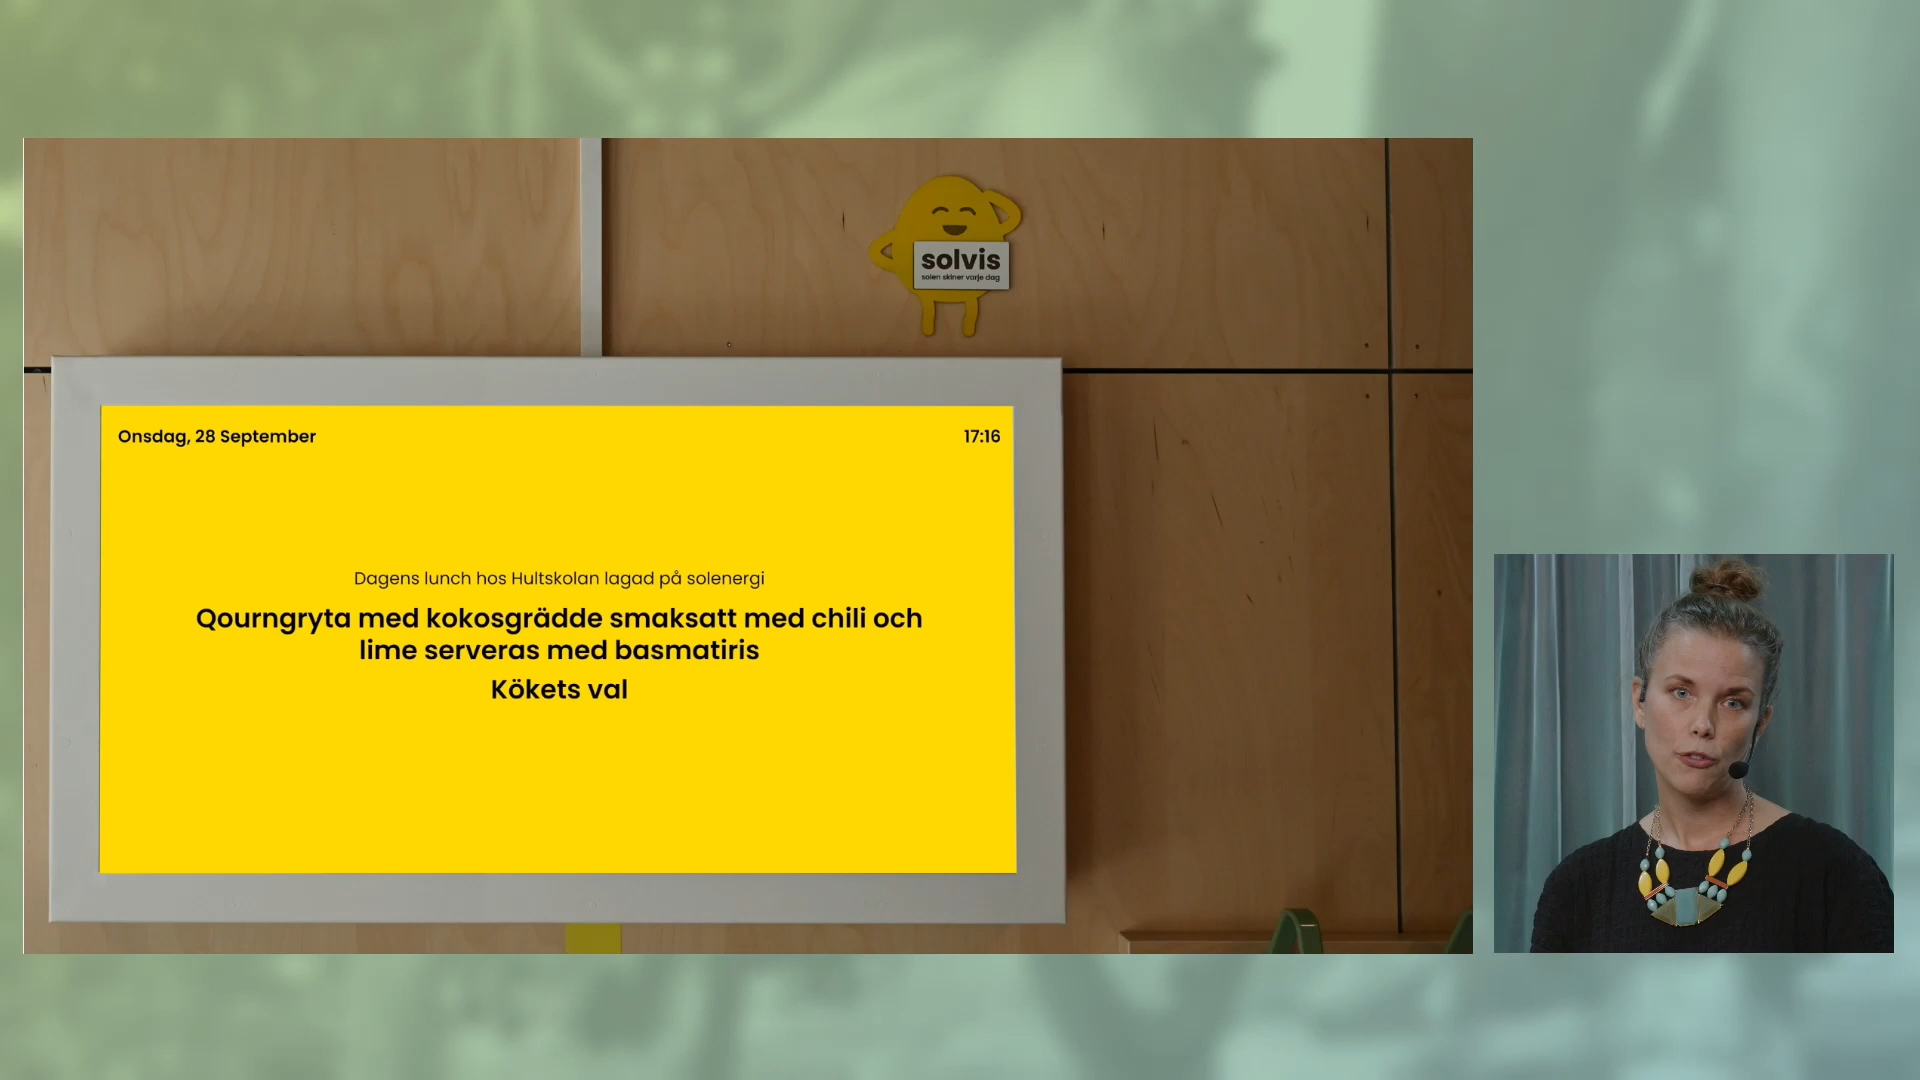 solvis
solen skiner varje dag
Onsdag, 28 September
17:16
Dagens lunch hos Hultskolan lagad på solenergi
Qourngryta med kokosgrädde smaksatt med chili och
lime serveras med basmatiris
Kökets val